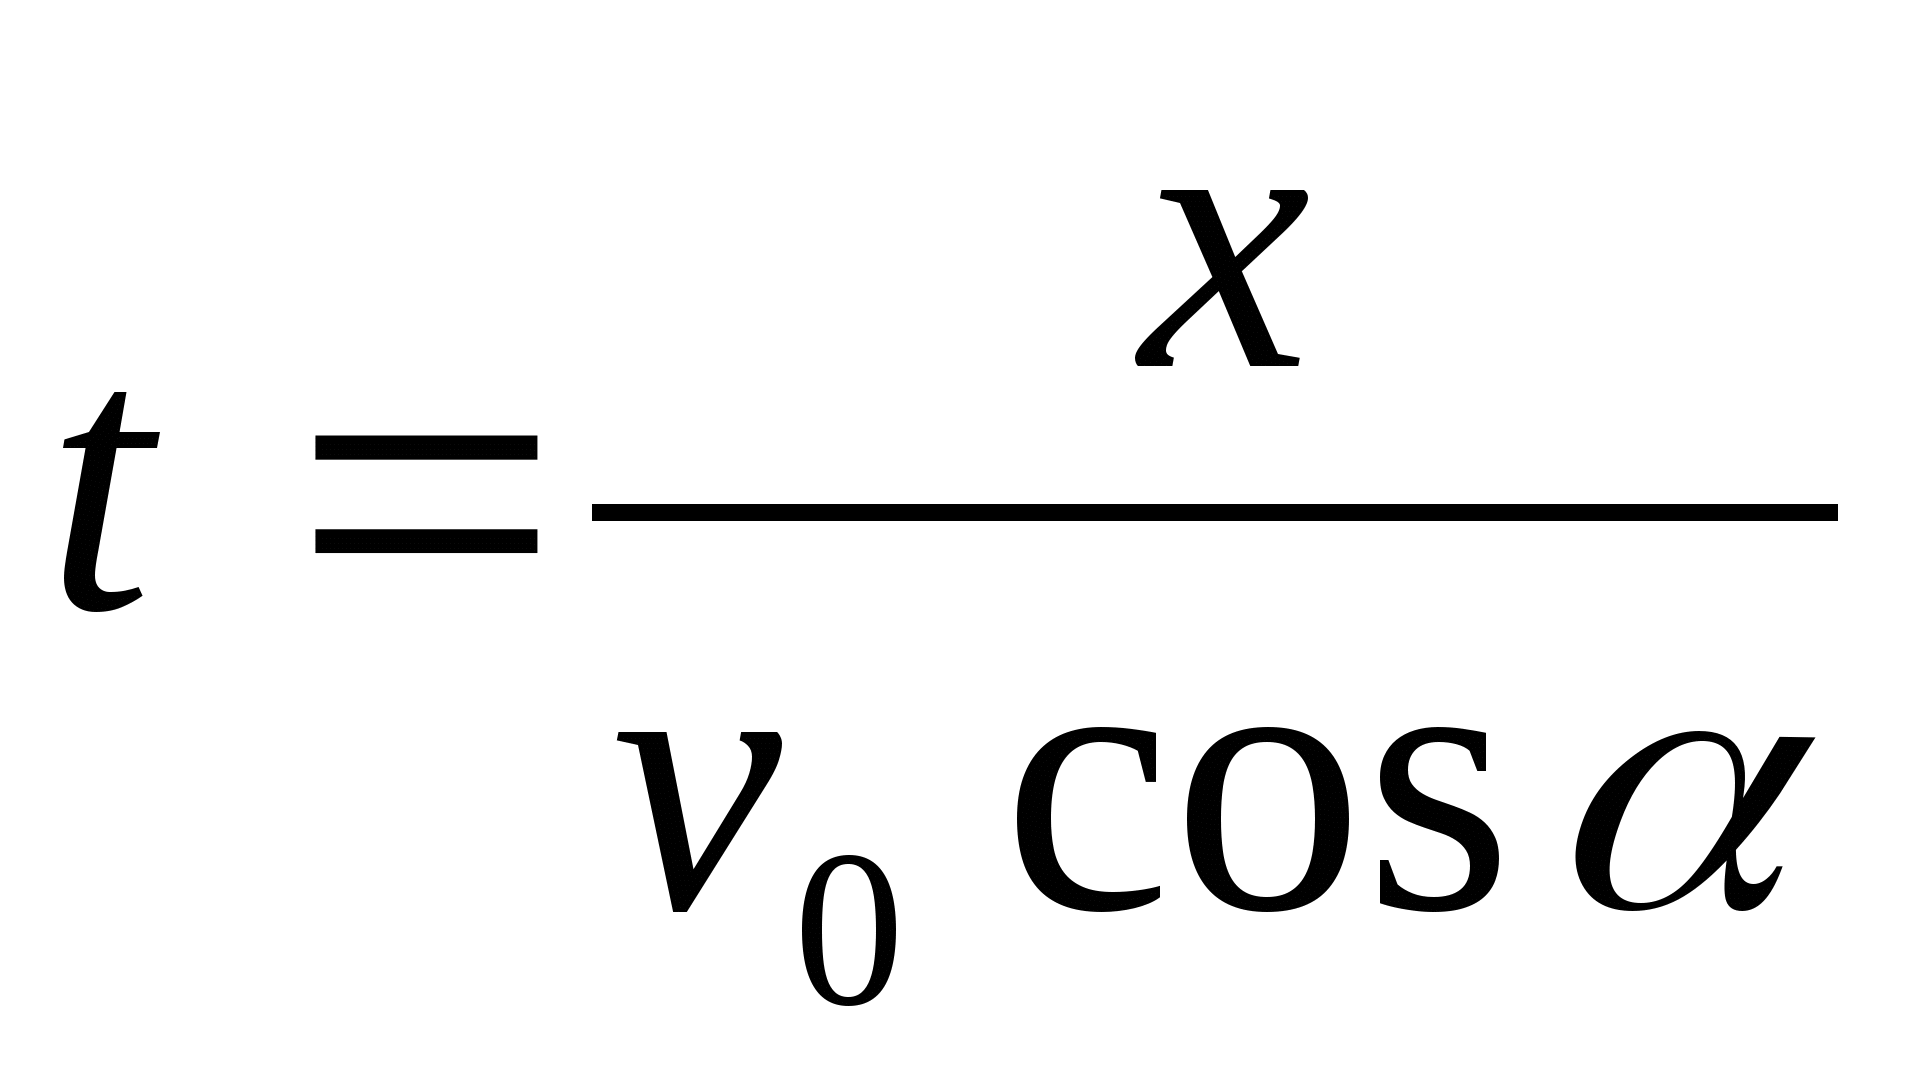 t = x / (v₀ cos α)